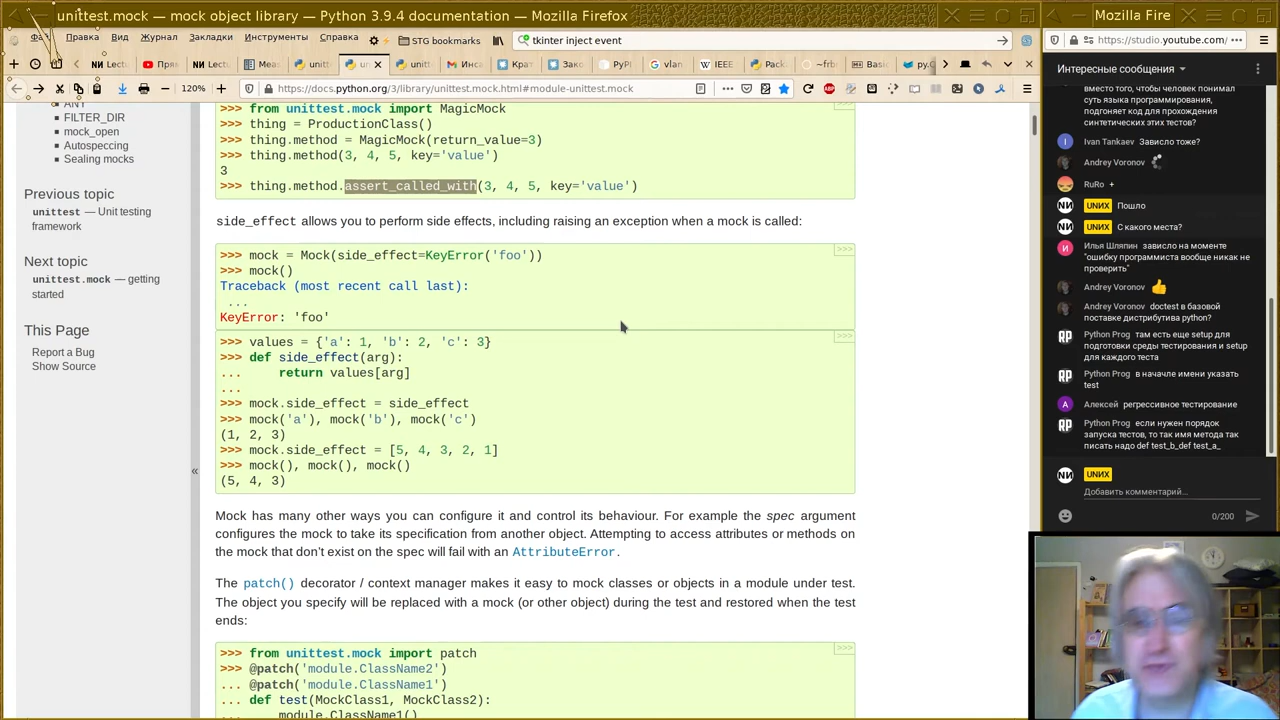 unittest.mock — mock object library — Python 3.9.4 documentation — Mozilla Firefox
Mozilla Fire
Правка Вид Журнал Закладки Инструменты Справка
STG bookmarks
tkinter inject event
https://studio.youtube.com/
120%
https://docs.python.org/3/library/unittest.mock.html#module-unittest.mock
ANY
FILTER_DIR
mock_open
Autospeccing
Sealing mocks
Previous topic
unittest — Unit testing
framework
Next topic
unittest.mock — getting
started
This Page
Report a Bug
Show Source
«
>>> from unittest.mock import MagicMock
>>> thing = ProductionClass()
>>> thing.method = MagicMock(return_value=3)
>>> thing.method(3, 4, 5, key='value')
3
>>> thing.method.assert_called_with(3, 4, 5, key='value')
side_effect allows you to perform side effects, including raising an exception when a mock is called:
>>>
>>> mock = Mock(side_effect=KeyError('foo'))
>>> mock()
Traceback (most recent call last):
...
KeyError: 'foo'
>>>
>>> values = {'a': 1, 'b': 2, 'c': 3}
>>> def side_effect(arg):
... return values[arg]
...
>>> mock.side_effect = side_effect
>>> mock('a'), mock('b'), mock('c')
(1, 2, 3)
>>> mock.side_effect = [5, 4, 3, 2, 1]
>>> mock(), mock(), mock()
(5, 4, 3)
Mock has many other ways you can configure it and control its behaviour. For example the spec argument
configures the mock to take its specification from another object. Attempting to access attributes or methods on
the mock that don't exist on the spec will fail with an AttributeError.
The patch() decorator / context manager makes it easy to mock classes or objects in a module under test.
The object you specify will be replaced with a mock (or other object) during the test and restored when the test
ends:
>>>
>>> from unittest.mock import patch
>>> @patch('module.ClassName2')
... @patch('module.ClassName1')
... def test(MockClass1, MockClass2):
... module.ClassName1()
Интересные сообщения
вместо того, чтобы человек понимал
суть языка программирования,
подгоняет код для прохождения
синтетических этих тестов?
Ivan Tankaev Зависло тоже?
Andrey Voronov
RuRo +
UNИX Пошло
UNИX С какого места?
Илья Шляпин зависло на моменте
"ошибку программиста вообще никак не
проверить"
Andrey Voronov 👍
Andrey Voronov doctest в базовой
поставке дистрибутива python?
Python Prog там есть еще setup для
подготовки среды тестирования и setup
для каждого теста
Python Prog в начачле имени указать
test
Алексей регрессивное тестирование
Python Prog если нужен порядок
запуска тестов, то так имя метода так
писать надо def test_b_def test_a_
UNИX
Добавить комментарий...
0/200